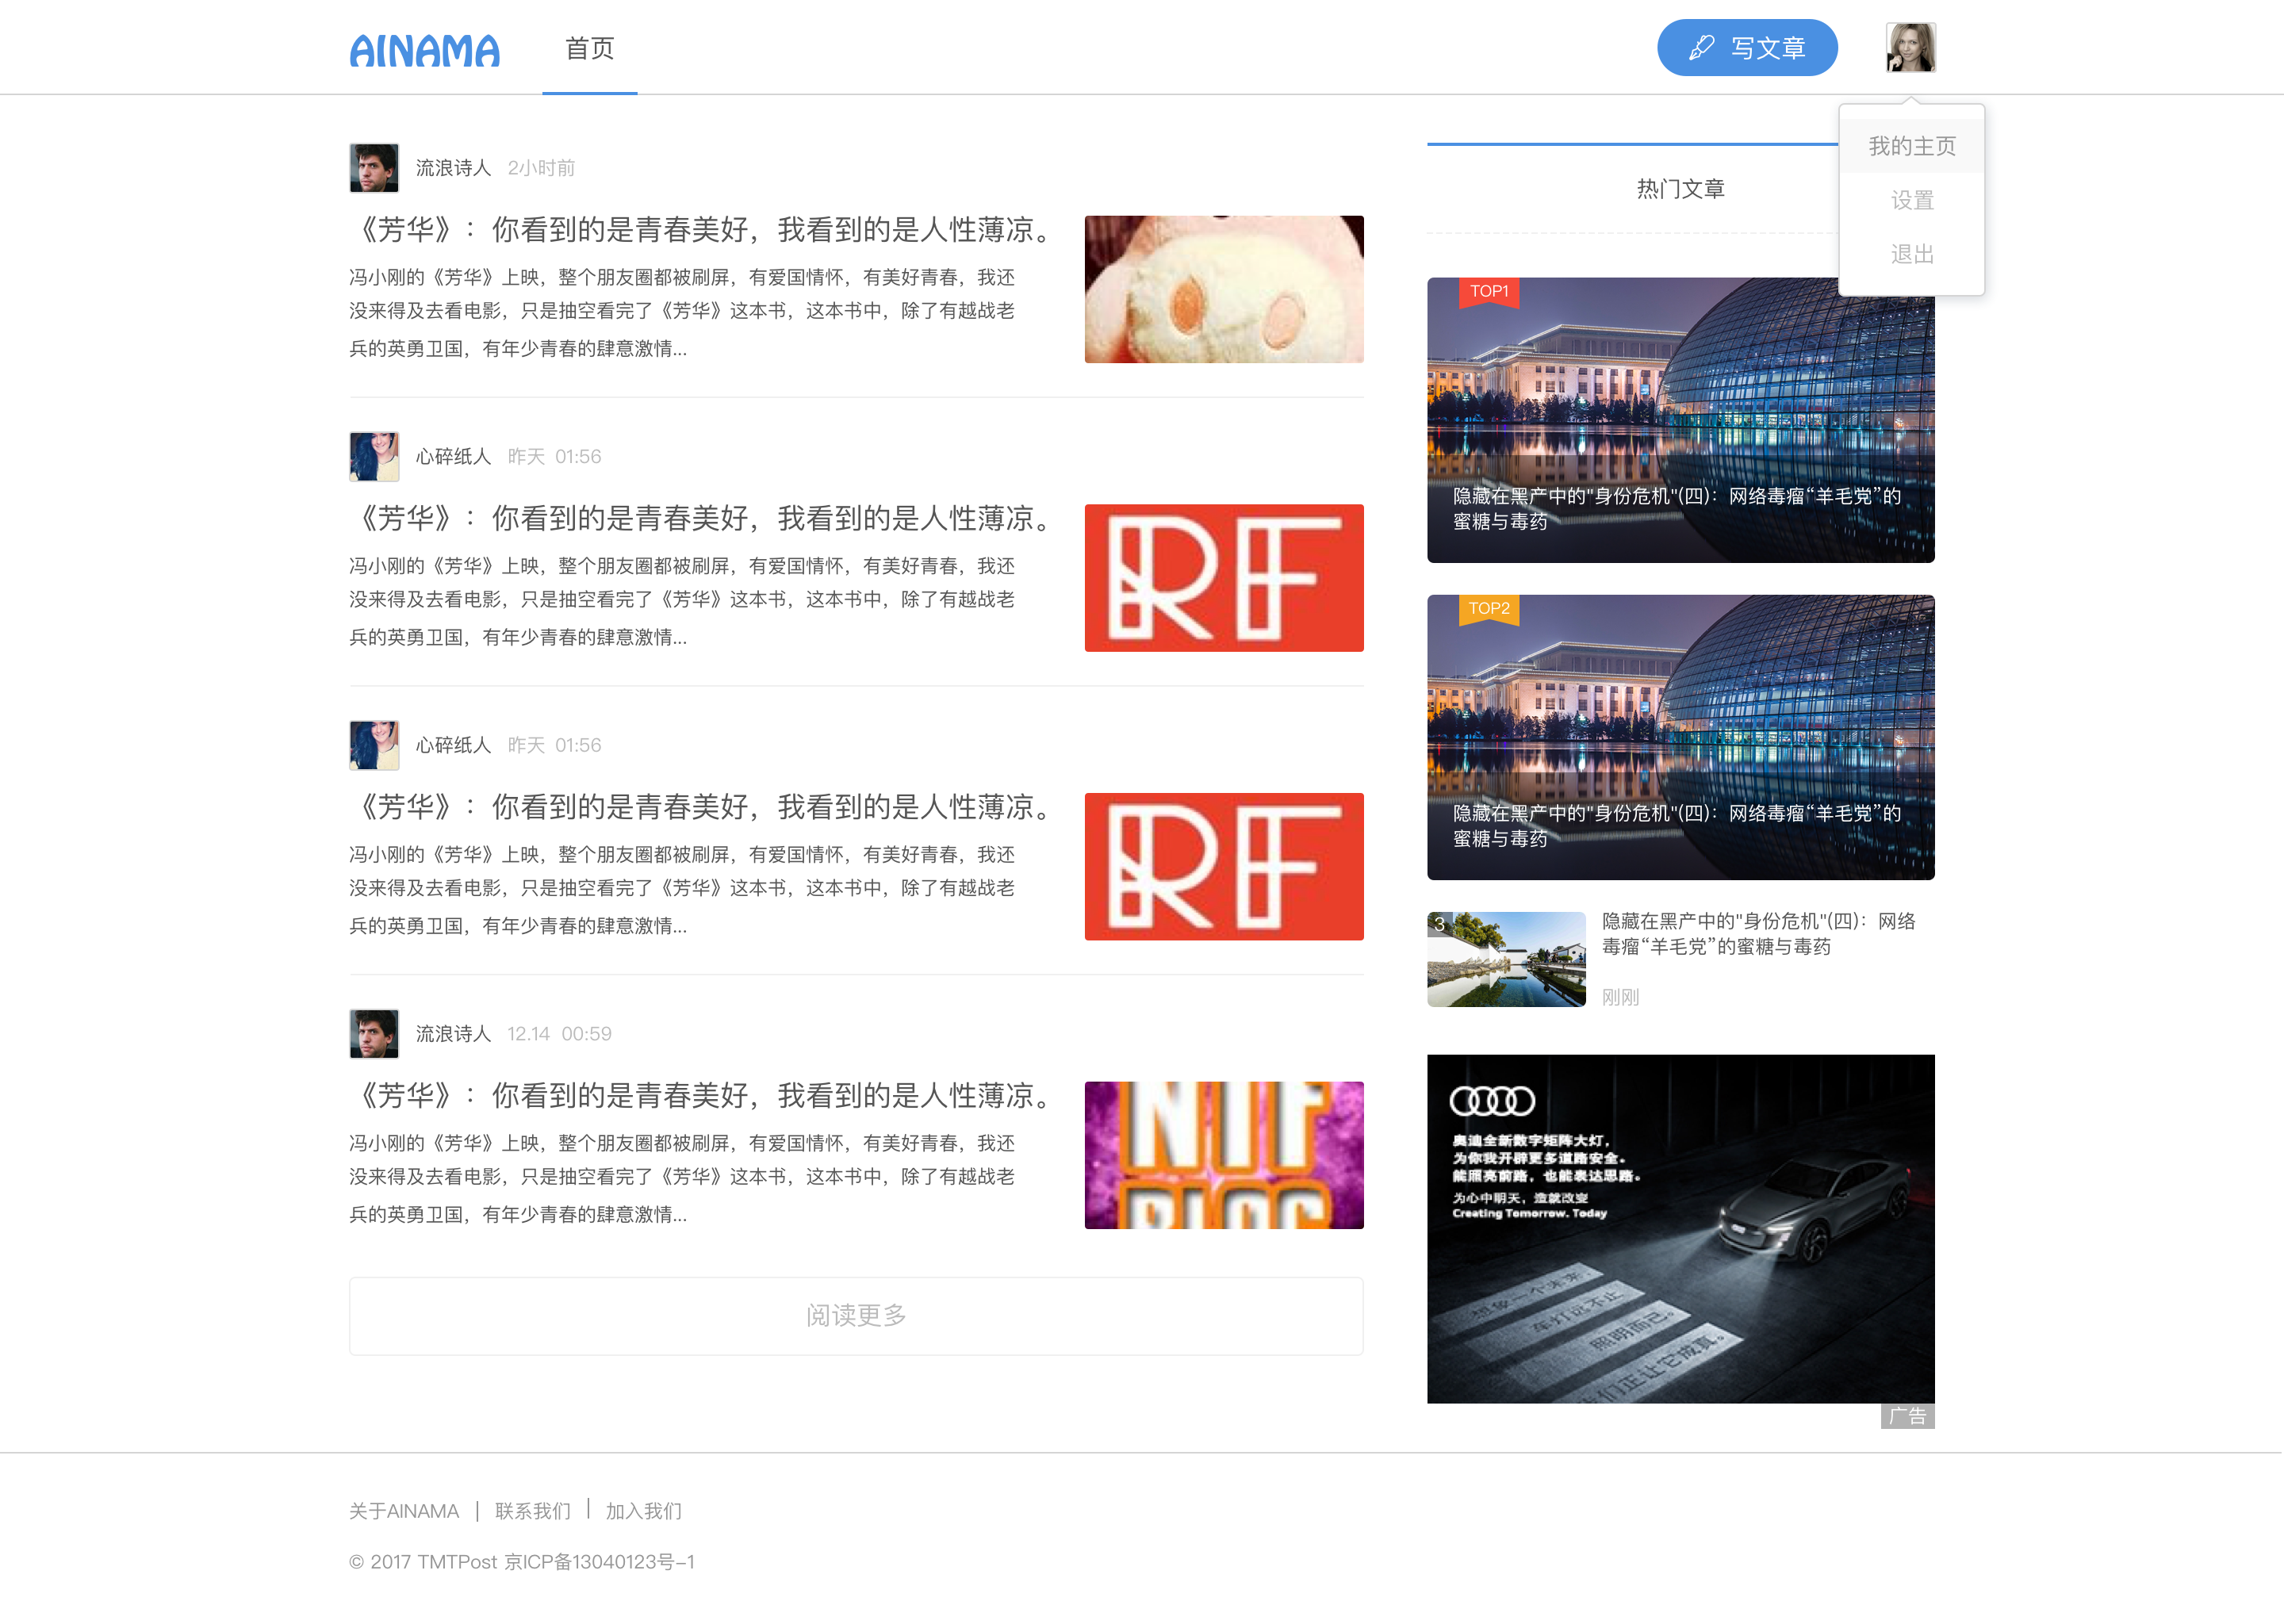 AINAMA
首页
写文章
我的主页
设置
退出
流浪诗人 2小时前
《芳华》：你看到的是青春美好，我看到的是人性薄凉。
冯小刚的《芳华》上映，整个朋友圈都被刷屏，有爱国情怀，有美好青春，我还
没来得及去看电影，只是抽空看完了《芳华》这本书，这本书中，除了有越战老
兵的英勇卫国，有年少青春的肆意激情...
心碎纸人 昨天 01:56
《芳华》：你看到的是青春美好，我看到的是人性薄凉。
冯小刚的《芳华》上映，整个朋友圈都被刷屏，有爱国情怀，有美好青春，我还
没来得及去看电影，只是抽空看完了《芳华》这本书，这本书中，除了有越战老
兵的英勇卫国，有年少青春的肆意激情...
RF
心碎纸人 昨天 01:56
《芳华》：你看到的是青春美好，我看到的是人性薄凉。
冯小刚的《芳华》上映，整个朋友圈都被刷屏，有爱国情怀，有美好青春，我还
没来得及去看电影，只是抽空看完了《芳华》这本书，这本书中，除了有越战老
兵的英勇卫国，有年少青春的肆意激情...
RF
流浪诗人 12.14 00:59
《芳华》：你看到的是青春美好，我看到的是人性薄凉。
冯小刚的《芳华》上映，整个朋友圈都被刷屏，有爱国情怀，有美好青春，我还
没来得及去看电影，只是抽空看完了《芳华》这本书，这本书中，除了有越战老
兵的英勇卫国，有年少青春的肆意激情...
NIF
BLOG
阅读更多
热门文章
TOP1
隐藏在黑产中的"身份危机"(四)：网络毒瘤“羊毛党”的
蜜糖与毒药
TOP2
隐藏在黑产中的"身份危机"(四)：网络毒瘤“羊毛党”的
蜜糖与毒药
3
隐藏在黑产中的"身份危机"(四)：网络
毒瘤“羊毛党”的蜜糖与毒药
刚刚
奥迪全新数字矩阵大灯，
为你我开辟更多道路安全。
能照亮前路，也能表达思路。
为心中明天，造就改变
Creating Tomorrow. Today
想象一个未来，
车灯远不止
照明而已。
我们正让它成真。
广告
关于AINAMA | 联系我们 | 加入我们
© 2017 TMTPost 京ICP备13040123号-1